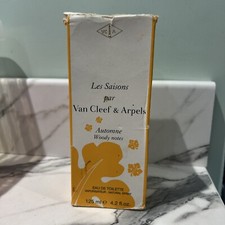 Les Saisons
par
Van Cleef & Arpels
Automne
Woody notes
EAU DE TOILETTE
125 ml ℮ 4.2 fl.oz.